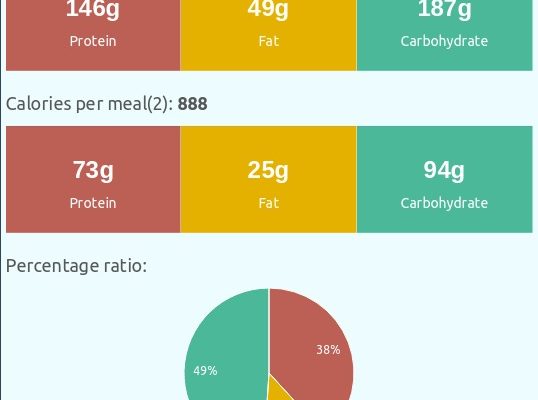 146g 49g 187g
Protein Fat Carbohydrate
Calories per meal(2): 888
73g 25g 94g
Protein Fat Carbohydrate
Percentage ratio:
38%
49%